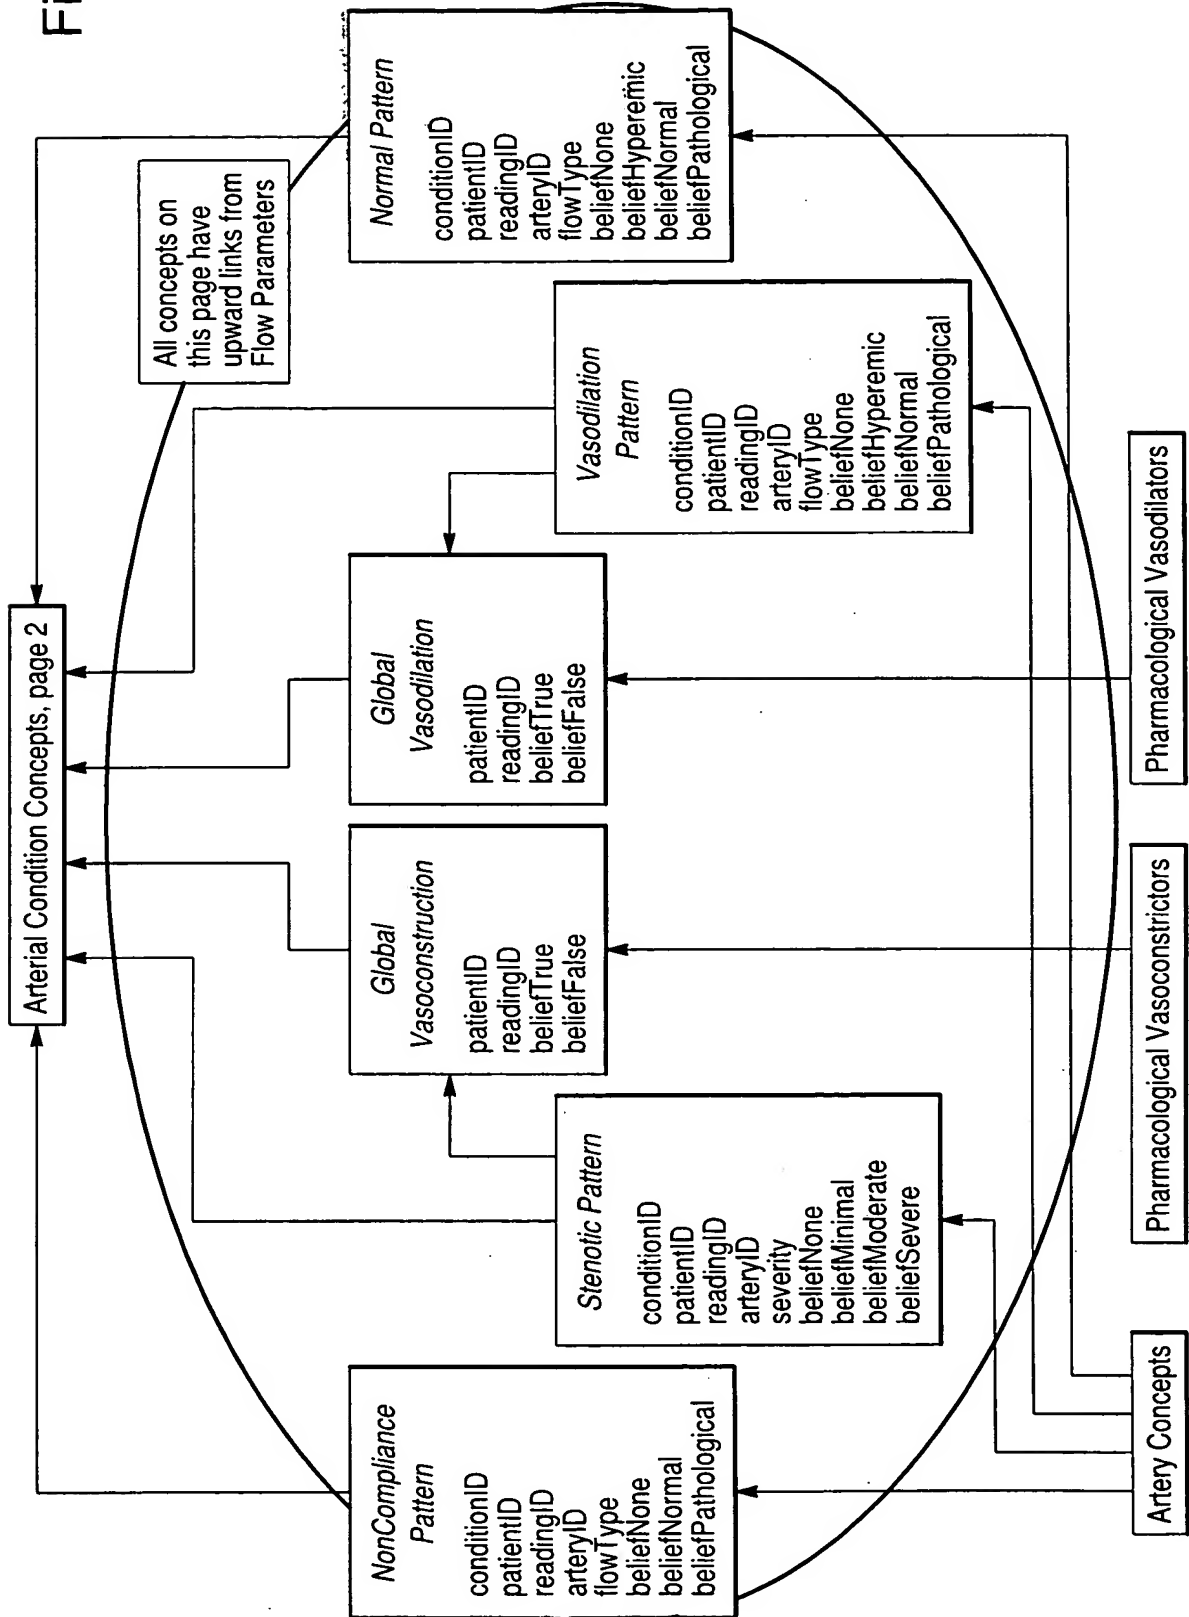 Fi
Arterial Condition Concepts, page 2
All concepts on
this page have
upward links from
Flow Parameters
NonCompliance
Pattern
conditionID
patientID
readingID
arteryID
flowType
beliefNone
beliefNormal
beliefPathological
Stenotic Pattern
conditionID
patientID
readingID
arteryID
severity
beliefNone
beliefMinimal
beliefModerate
beliefSevere
Global
Vasoconstruction
patientID
readingID
beliefTrue
beliefFalse
Global
Vasodilation
patientID
readingID
beliefTrue
beliefFalse
Vasodilation
Pattern
conditionID
patientID
readingID
arteryID
flowType
beliefNone
beliefHyperemic
beliefNormal
beliefPathological
Normal Pattern
conditionID
patientID
readingID
arteryID
flowType
beliefNone
beliefHyperemic
beliefNormal
beliefPathological
Artery Concepts
Pharmacological Vasoconstrictors
Pharmacological Vasodilators